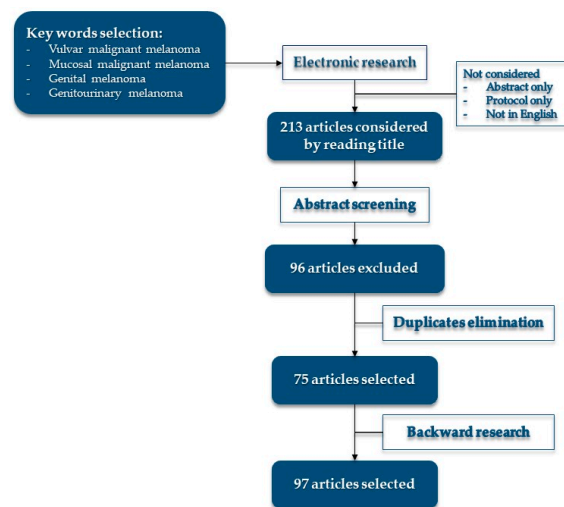 Key words selection:
- Vulvar malignant melanoma
- Mucosal malignant melanoma
- Genital melanoma
- Genitourinary melanoma
Electronic research
Not considered
- Abstract only
- Protocol only
- Not in English
213 articles considered
by reading title
Abstract screening
96 articles excluded
Duplicates elimination
75 articles selected
Backward research
97 articles selected